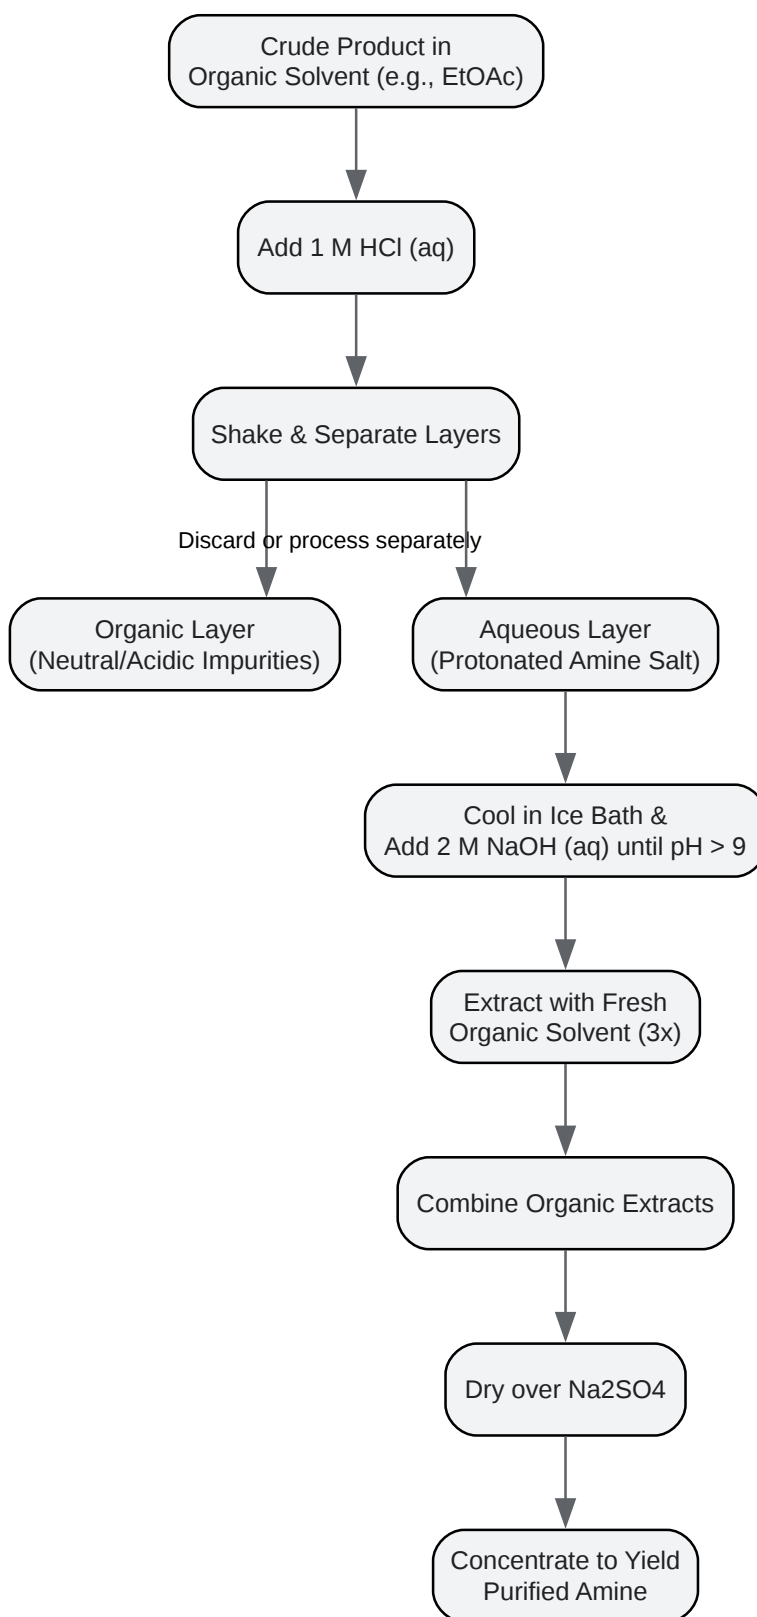 Crude Product in
Organic Solvent (e.g., EtOAc)
Add 1 M HCl (aq)
Shake & Separate Layers
Discard or process separately
Organic Layer
(Neutral/Acidic Impurities)
Aqueous Layer
(Protonated Amine Salt)
Cool in Ice Bath &
Add 2 M NaOH (aq) until pH > 9
Extract with Fresh
Organic Solvent (3x)
Combine Organic Extracts
Dry over Na2SO4
Concentrate to Yield
Purified Amine